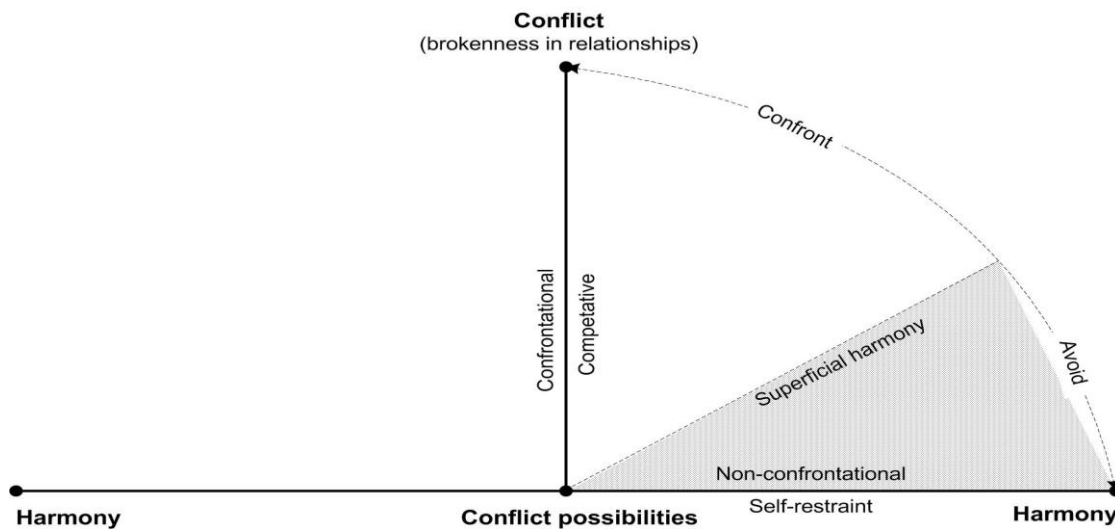 Conflict
(brokenness in relationships)
Confront
Confrontational
Competative
Superficial harmony
Avoid
Non-confrontational
Self-restraint
Harmony
Conflict possibilities
Harmony